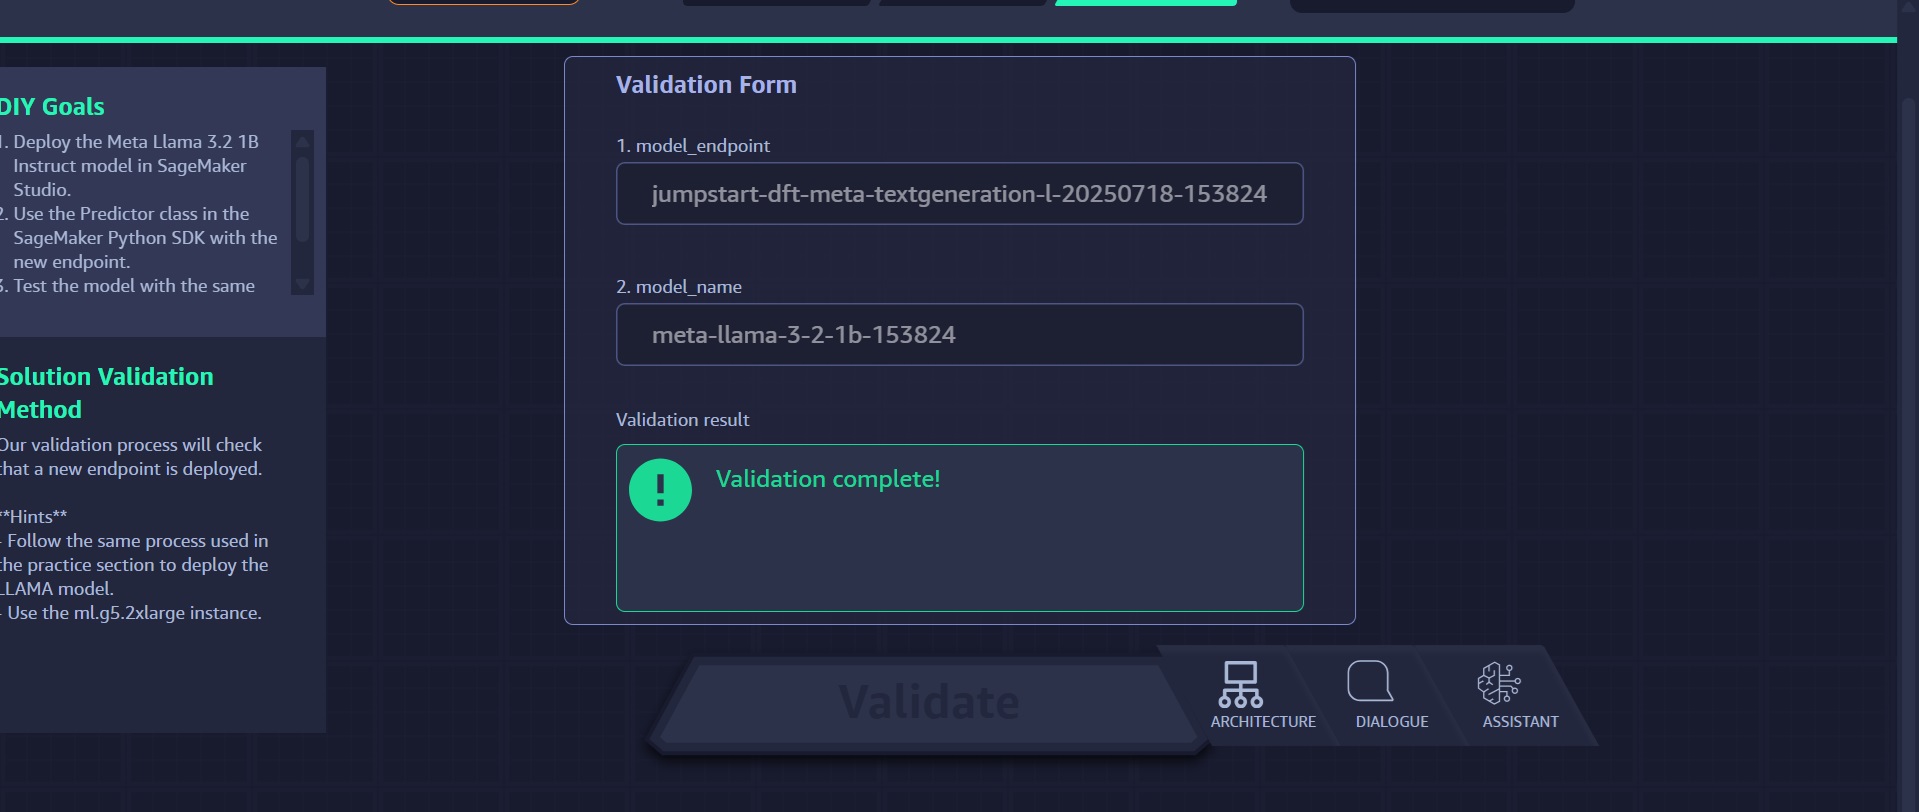 DIY Goals
1. Deploy the Meta Llama 3.2 1B
Instruct model in SageMaker
Studio.
2. Use the Predictor class in the
SageMaker Python SDK with the
new endpoint.
3. Test the model with the same
Solution Validation
Method
Our validation process will check
that a new endpoint is deployed.
**Hints**
- Follow the same process used in
the practice section to deploy the
LLAMA model.
- Use the ml.g5.2xlarge instance.
Validation Form
1. model_endpoint
jumpstart-dft-meta-textgeneration-l-20250718-153824
2. model_name
meta-llama-3-2-1b-153824
Validation result
Validation complete!
Validate
ARCHITECTURE
DIALOGUE
ASSISTANT